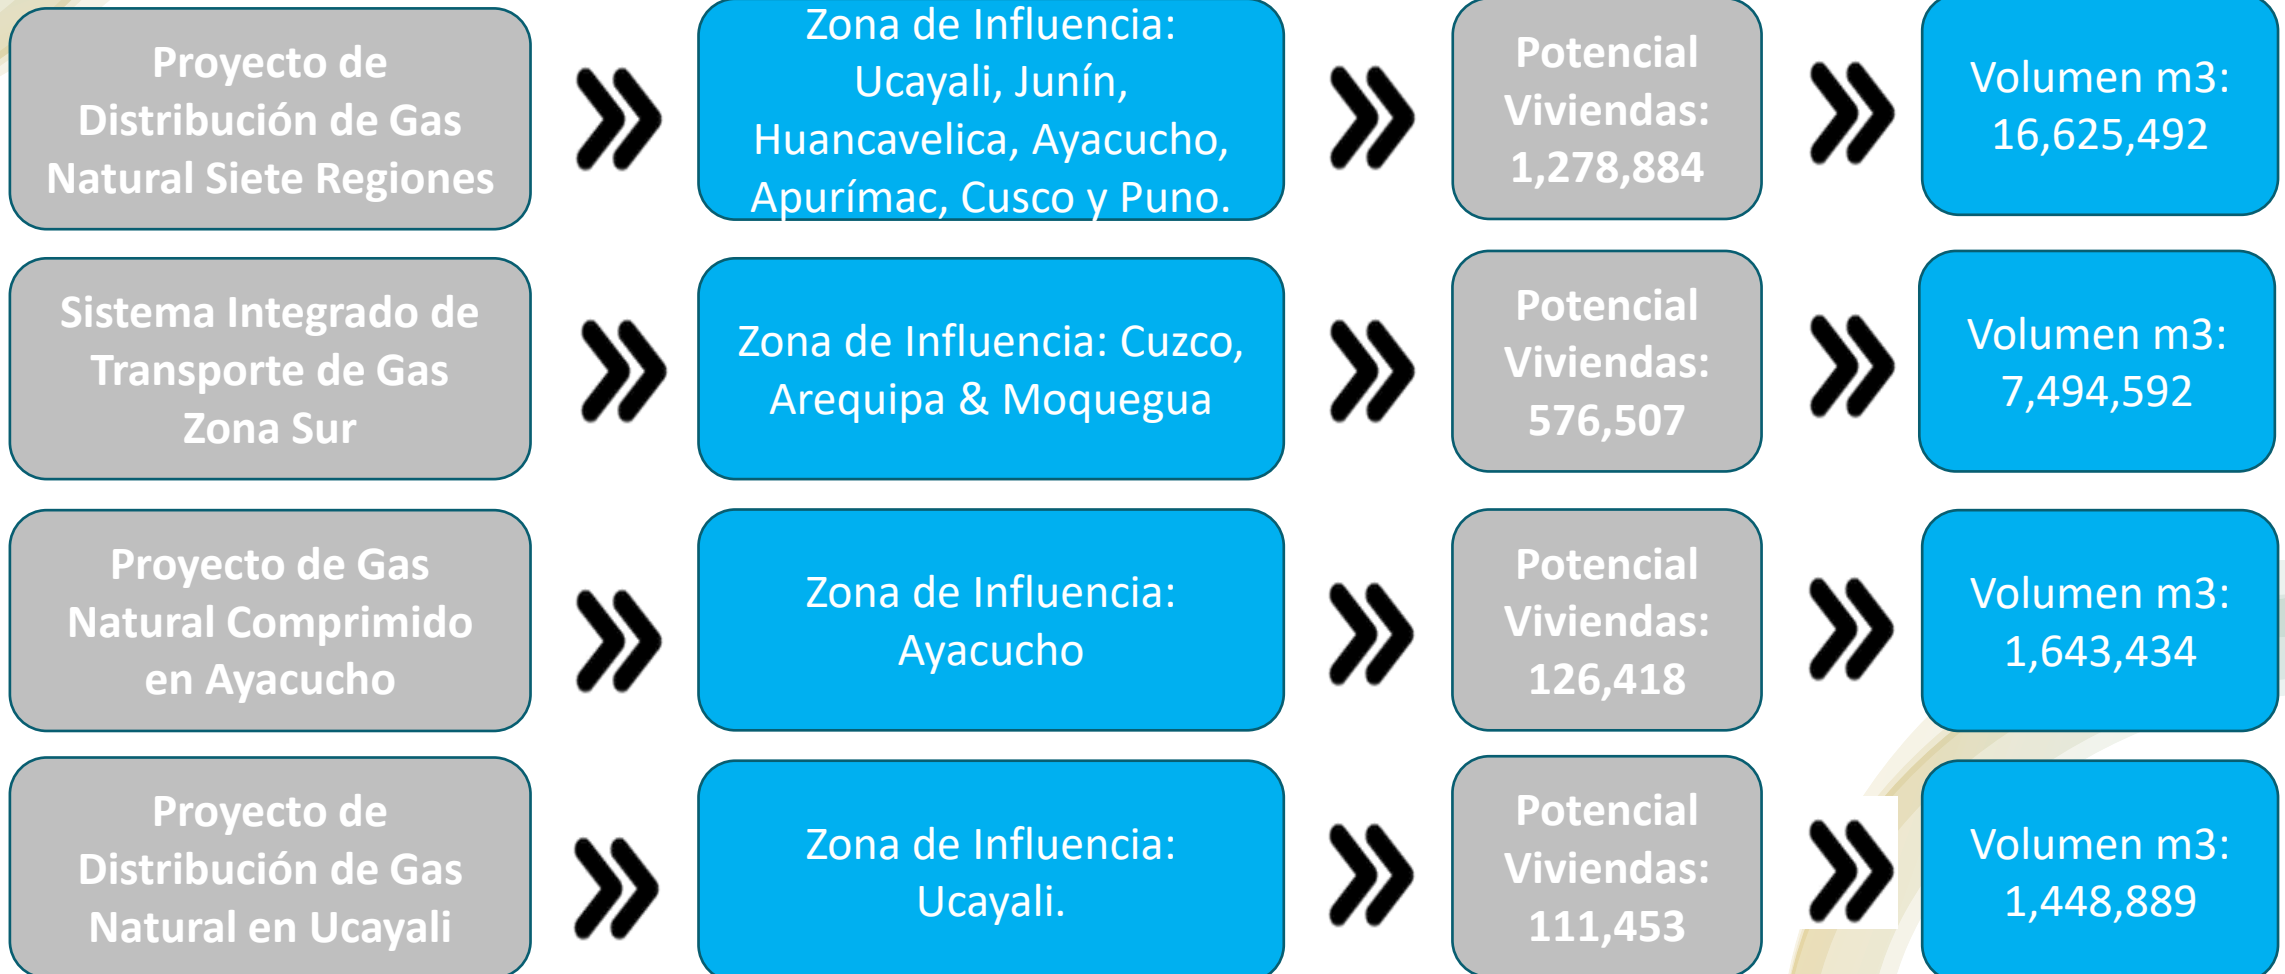 Proyecto de
Distribución de Gas
Natural Siete Regiones
Zona de Influencia:
Ucayali, Junín,
Huancavelica, Ayacucho,
Apurímac, Cusco y Puno.
Potencial
Viviendas:
1,278,884
Volumen m3:
16,625,492
Sistema Integrado de
Transporte de Gas
Zona Sur
Zona de Influencia: Cuzco,
Arequipa & Moquegua
Potencial
Viviendas:
576,507
Volumen m3:
7,494,592
Proyecto de Gas
Natural Comprimido
en Ayacucho
Zona de Influencia:
Ayacucho
Potencial
Viviendas:
126,418
Volumen m3:
1,643,434
Proyecto de
Distribución de Gas
Natural en Ucayali
Zona de Influencia:
Ucayali.
Potencial
Viviendas:
111,453
Volumen m3:
1,448,889